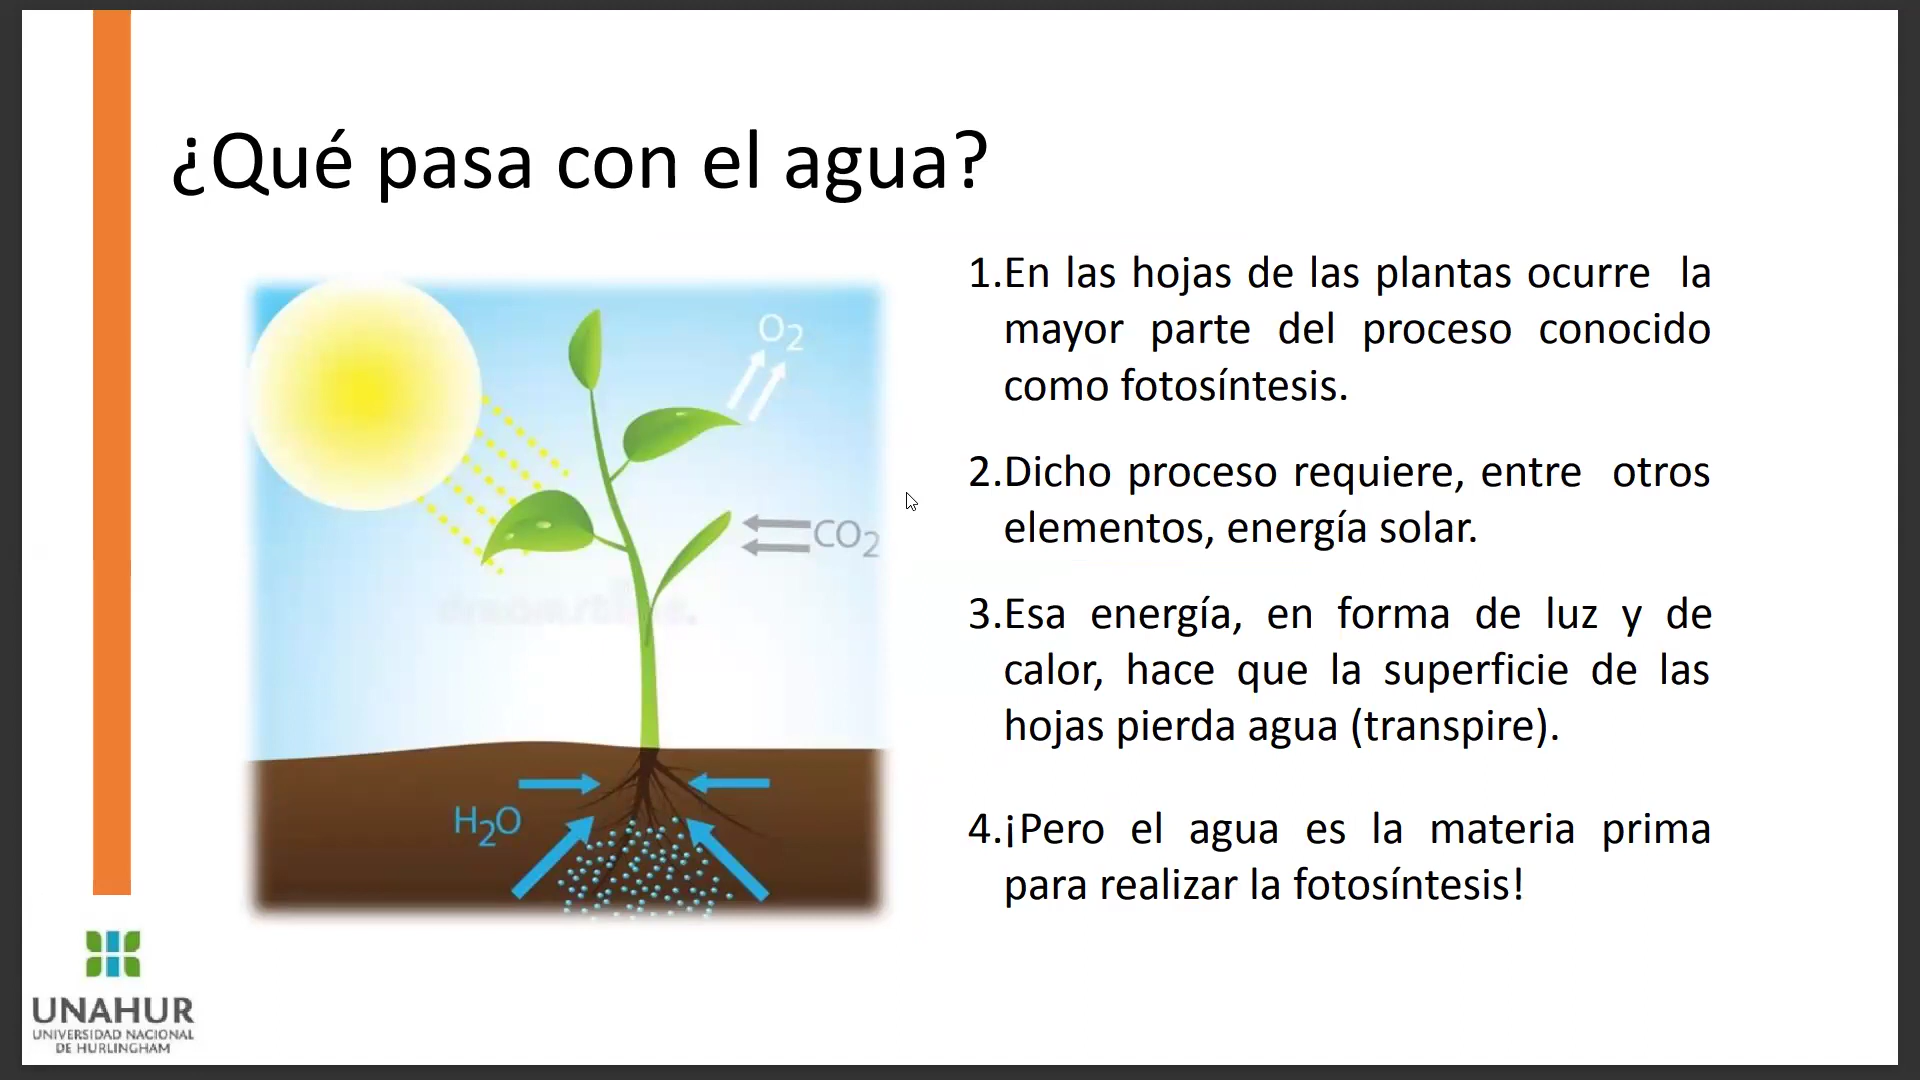 ¿Qué pasa con el agua?
O2
CO2
H2O
1.En las hojas de las plantas ocurre la
mayor parte del proceso conocido
como fotosíntesis.
2.Dicho proceso requiere, entre otros
elementos, energía solar.
3.Esa energía, en forma de luz y de
calor, hace que la superficie de las
hojas pierda agua (transpire).
4.¡Pero el agua es la materia prima
para realizar la fotosíntesis!
UNAHUR
UNIVERSIDAD NACIONAL
DE HURLINGHAM